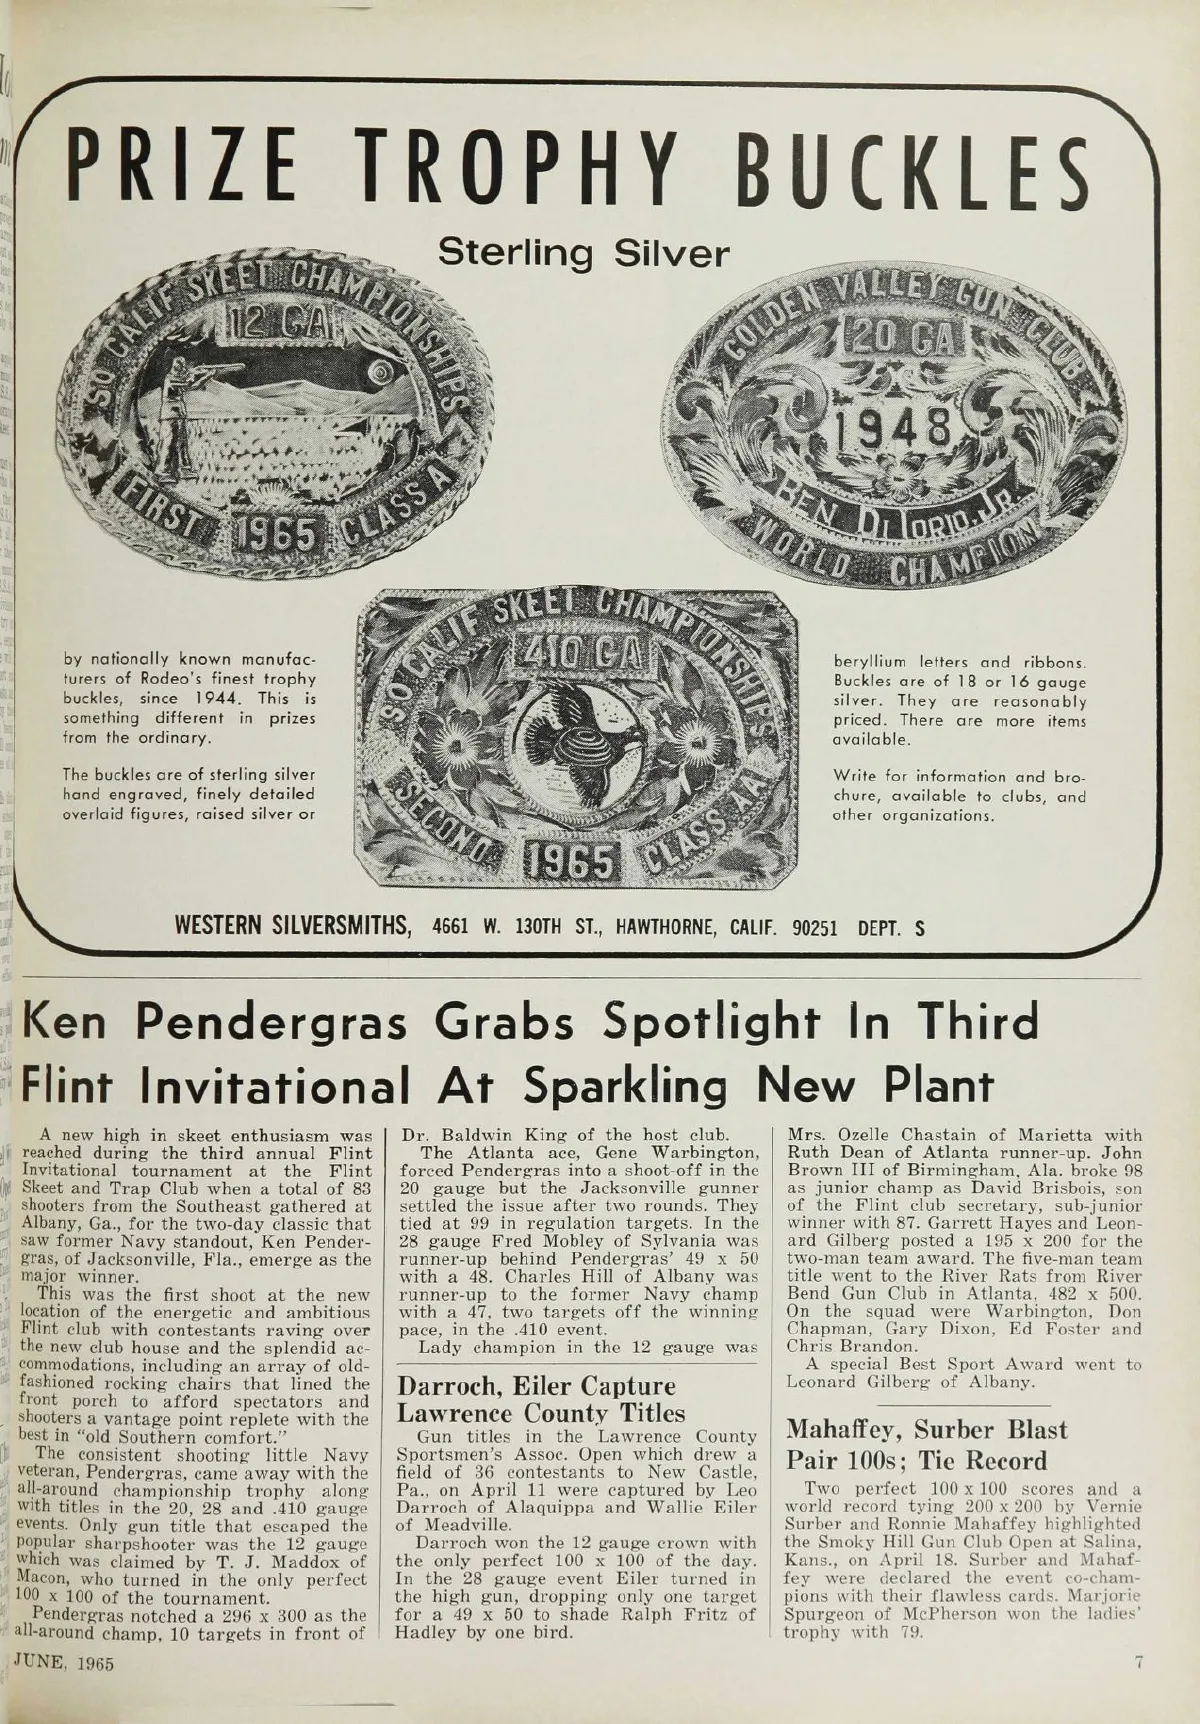 PRIZE TROPHY BUCKLES
Sterling Silver
SO CALIF SKEET CHAMPIONSHIPS
12 GA
FIRST
1965
CLASS A
GOLDEN VALLEY GUN CLUB
20 GA
1948
BEN DI IORIO, JR.
WORLD CHAMPION
SO CALIF SKEET CHAMPIONSHIPS
410 GA
SECOND
1965
CLASS AA
by nationally known manufac-
turers of Rodeo's finest trophy
buckles, since 1944. This is
something different in prizes
from the ordinary.
The buckles are of sterling silver
hand engraved, finely detailed
overlaid figures, raised silver or
beryllium letters and ribbons.
Buckles are of 18 or 16 gauge
silver. They are reasonably
priced. There are more items
available.
Write for information and bro-
chure, available to clubs, and
other organizations.
WESTERN SILVERSMITHS, 4661 W. 130TH ST., HAWTHORNE, CALIF. 90251 DEPT. S
Ken Pendergras Grabs Spotlight In Third
Flint Invitational At Sparkling New Plant
A new high in skeet enthusiasm was
reached during the third annual Flint
Invitational tournament at the Flint
Skeet and Trap Club when a total of 83
shooters from the Southeast gathered at
Albany, Ga., for the two-day classic that
saw former Navy standout, Ken Pender-
gras, of Jacksonville, Fla., emerge as the
major winner.
This was the first shoot at the new
location of the energetic and ambitious
Flint club with contestants raving over
the new club house and the splendid ac-
commodations, including an array of old-
fashioned rocking chairs that lined the
front porch to afford spectators and
shooters a vantage point replete with the
best in "old Southern comfort."
The consistent shooting little Navy
veteran, Pendergras, came away with the
all-around championship trophy along
with titles in the 20, 28 and .410 gauge
events. Only gun title that escaped the
popular sharpshooter was the 12 gauge
which was claimed by T. J. Maddox of
Macon, who turned in the only perfect
100 x 100 of the tournament.
Pendergras notched a 296 x 300 as the
all-around champ, 10 targets in front of
Dr. Baldwin King of the host club.
The Atlanta ace, Gene Warbington,
forced Pendergras into a shoot-off in the
20 gauge but the Jacksonville gunner
settled the issue after two rounds. They
tied at 99 in regulation targets. In the
28 gauge Fred Mobley of Sylvania was
runner-up behind Pendergras' 49 x 50
with a 48. Charles Hill of Albany was
runner-up to the former Navy champ
with a 47, two targets off the winning
pace, in the .410 event.
Lady champion in the 12 gauge was
Darroch, Eiler Capture
Lawrence County Titles
Gun titles in the Lawrence County
Sportsmen's Assoc. Open which drew a
field of 36 contestants to New Castle,
Pa., on April 11 were captured by Leo
Darroch of Alaquippa and Wallie Eiler
of Meadville.
Darroch won the 12 gauge crown with
the only perfect 100 x 100 of the day.
In the 28 gauge event Eiler turned in
the high gun, dropping only one target
for a 49 x 50 to shade Ralph Fritz of
Hadley by one bird.
Mrs. Ozelle Chastain of Marietta with
Ruth Dean of Atlanta runner-up. John
Brown III of Birmingham, Ala. broke 98
as junior champ as David Brisbois, son
of the Flint club secretary, sub-junior
winner with 87. Garrett Hayes and Leon-
ard Gilberg posted a 195 x 200 for the
two-man team award. The five-man team
title went to the River Rats from River
Bend Gun Club in Atlanta, 482 x 500.
On the squad were Warbington, Don
Chapman, Gary Dixon, Ed Foster and
Chris Brandon.
A special Best Sport Award went to
Leonard Gilberg of Albany.
Mahaffey, Surber Blast
Pair 100s; Tie Record
Two perfect 100 x 100 scores and a
world record tying 200 x 200 by Vernie
Surber and Ronnie Mahaffey highlighted
the Smoky Hill Gun Club Open at Salina,
Kans., on April 18. Surber and Mahaf-
fey were declared the event co-cham-
pions with their flawless cards. Marjorie
Spurgeon of McPherson won the ladies'
trophy with 79.
JUNE, 1965
7